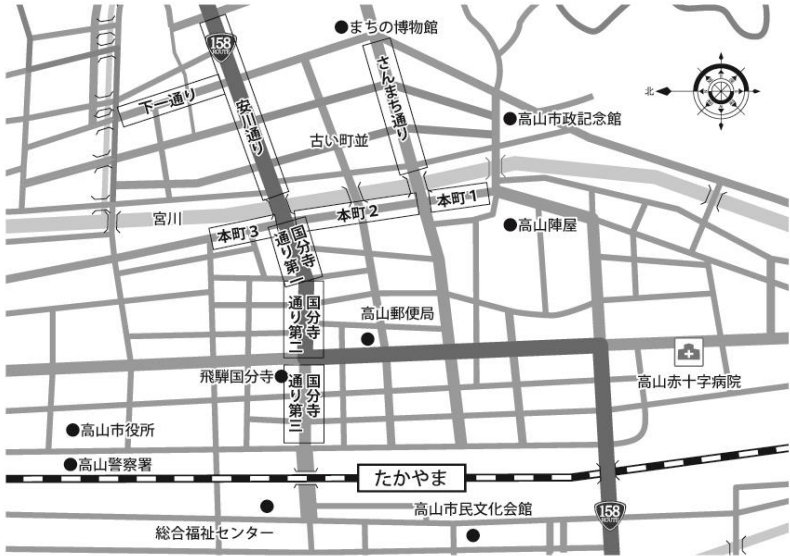 まちの博物館
158
ROUTE
さんまち通り
下一通り
安川通り
古い町並
北
高山市政記念館
宮川
本町3
本町2
本町1
高山陣屋
国分寺
通り第一
国分寺
通り第二
高山郵便局
飛騨国分寺
国分寺
通り第三
高山赤十字病院
高山市役所
高山警察署
たかやま
総合福祉センター
高山市民文化会館
158
ROUTE